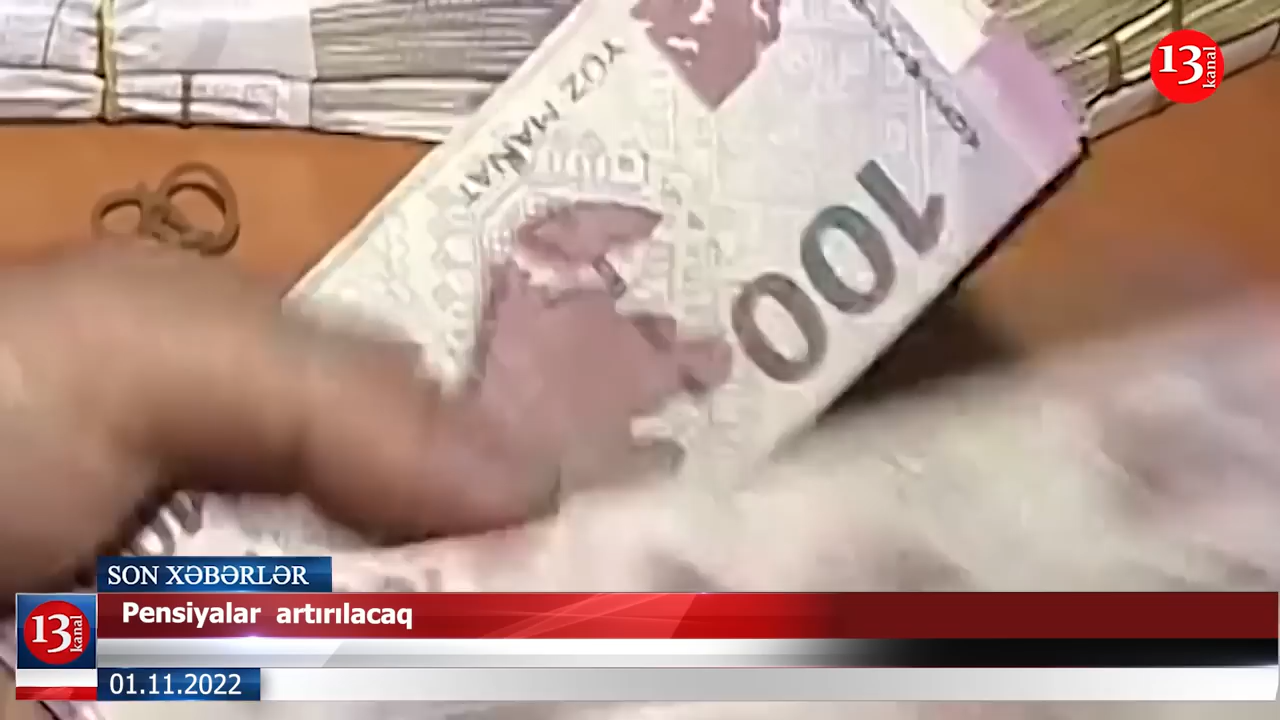 13
kanal
YÜZ MANAT
100
SON XƏBƏRLƏR
Pensiyalar artırılacaq
13
kanal
01.11.2022